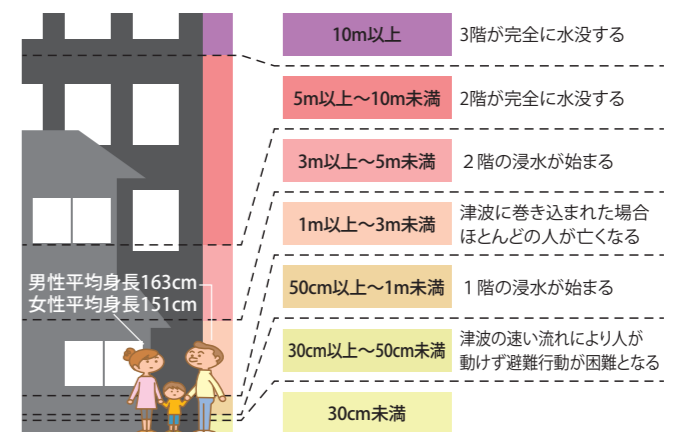 10m以上
3階が完全に水没する
5m以上～10m未満
2階が完全に水没する
3m以上～5m未満
２階の浸水が始まる
1m以上～3m未満
津波に巻き込まれた場合
ほとんどの人が亡くなる
男性平均身長163cm
女性平均身長151cm
50cm以上～1m未満
１階の浸水が始まる
30cm以上～50cm未満
津波の速い流れにより人が
動けず避難行動が困難となる
30cm未満